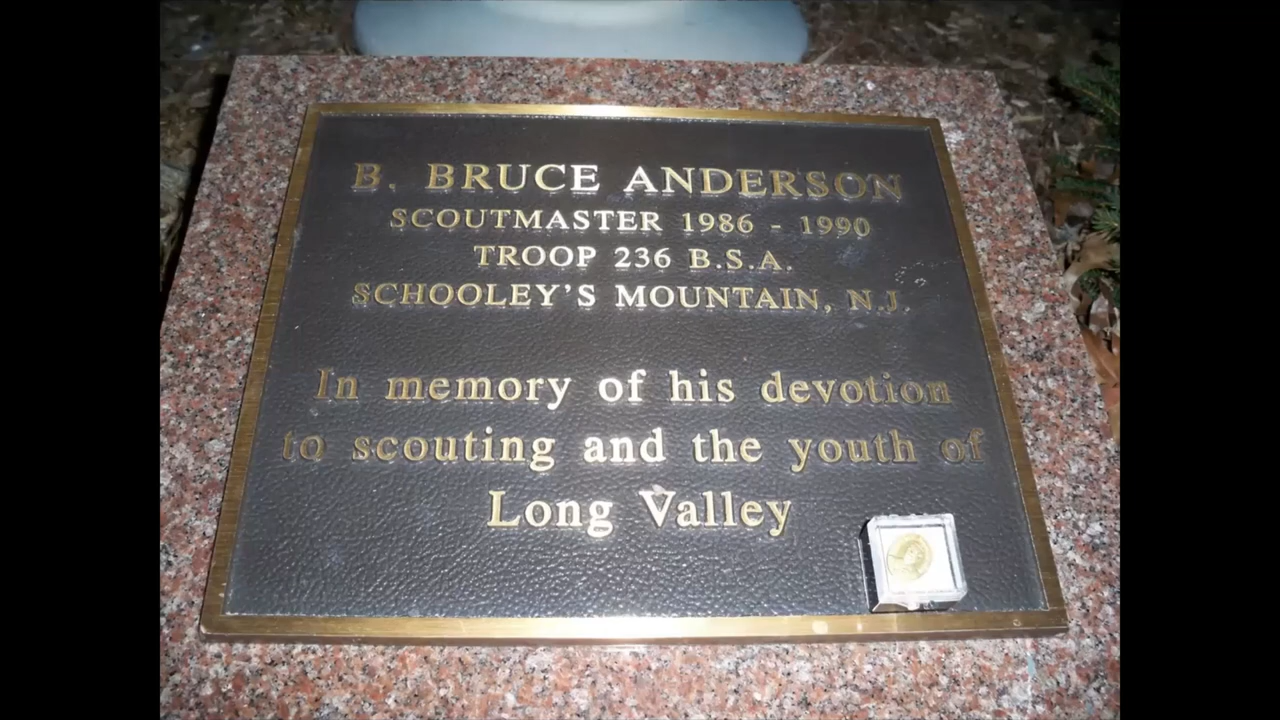 B. BRUCE ANDERSON
SCOUTMASTER 1986 - 1990
TROOP 236 B.S.A.
SCHOOLEY'S MOUNTAIN, N.J.
In memory of his devotion
to scouting and the youth of
Long Valley